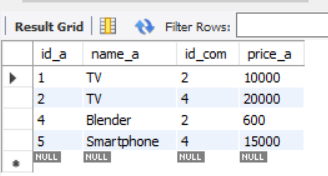 Result Grid Filter Rows:
id_a name_a id_com price_a
1 TV 2 10000
2 TV 4 20000
4 Blender 2 600
5 Smartphone 4 15000
NULL NULL NULL NULL